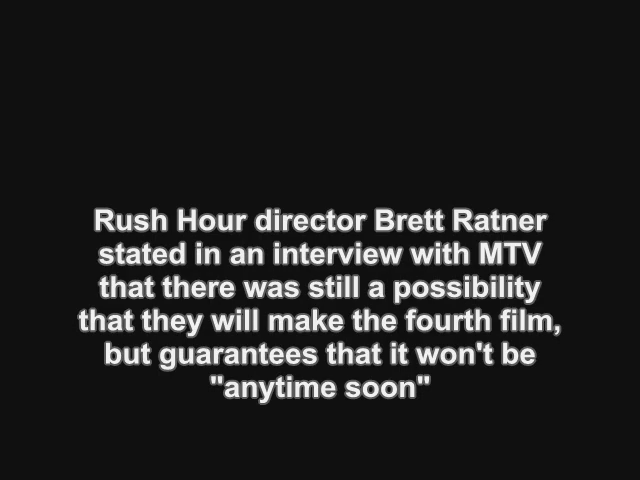 Rush Hour director Brett Ratner
stated in an interview with MTV
that there was still a possibility
that they will make the fourth film,
but guarantees that it won't be
"anytime soon"